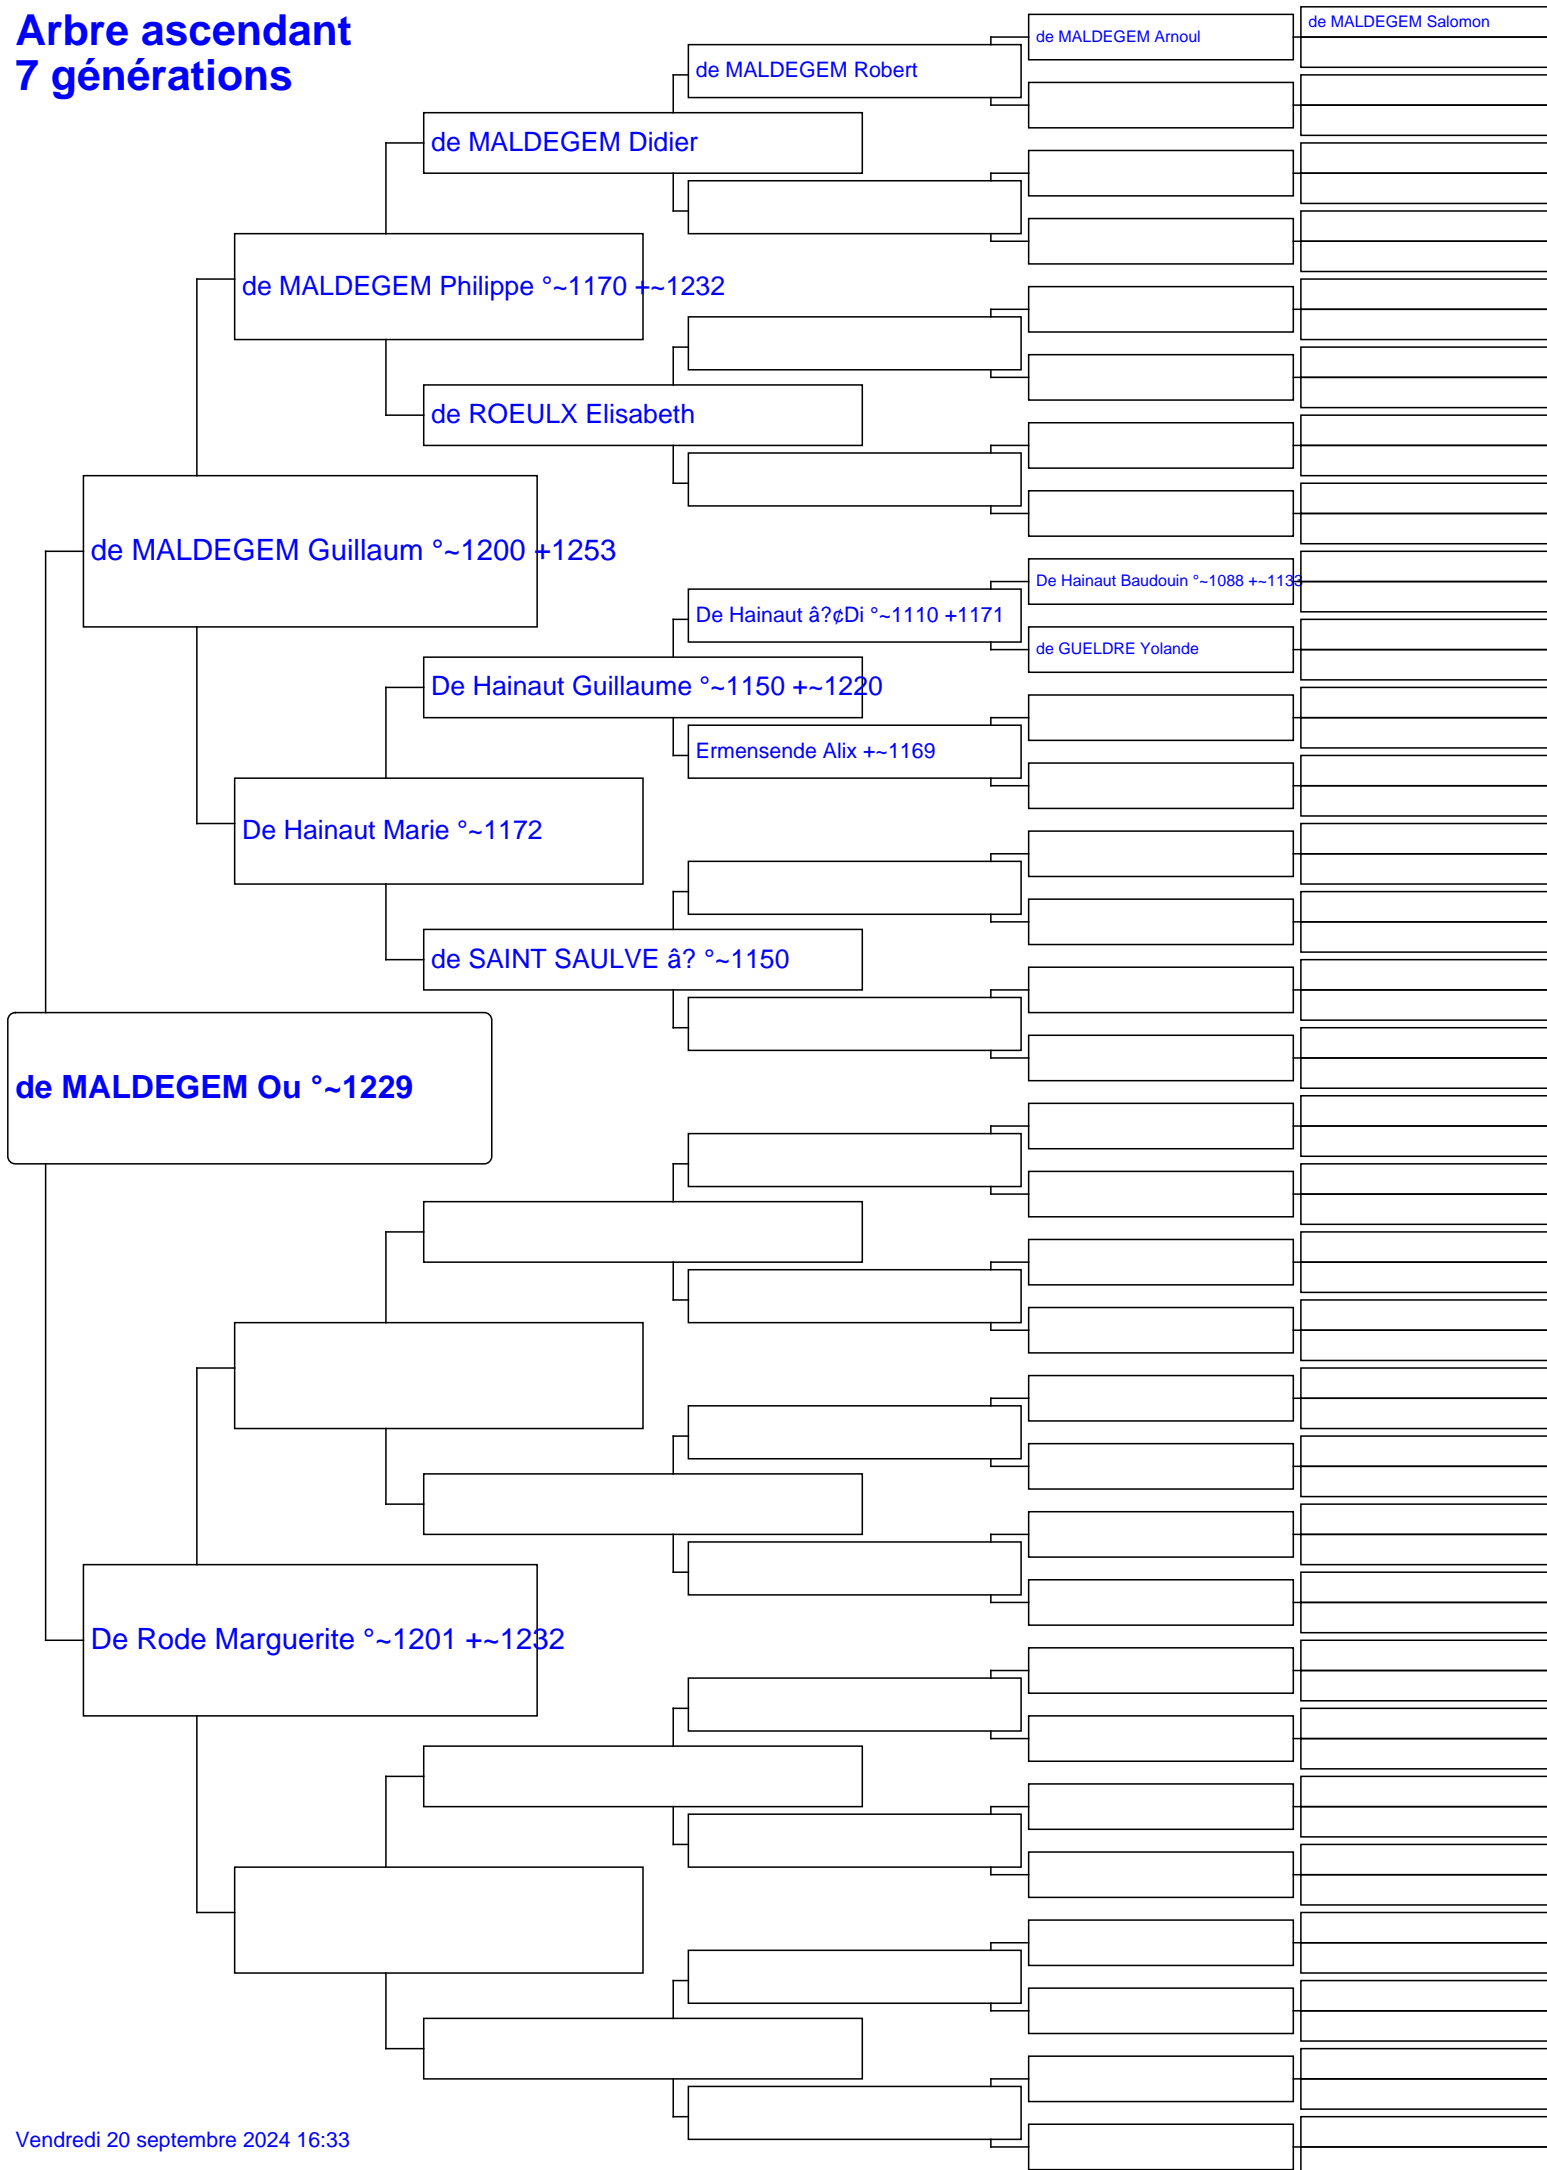 Arbre ascendant
7 générations
de MALDEGEM Salomon
de MALDEGEM Arnoul
de MALDEGEM Robert
de MALDEGEM Didier
de MALDEGEM Philippe °~1170 +~1232
de ROEULX Elisabeth
de MALDEGEM Guillaum °~1200 +1253
De Hainaut Baudouin °~1088 +~1133
De Hainaut â?¢Di °~1110 +1171
de GUELDRE Yolande
De Hainaut Guillaume °~1150 +~1220
Ermensende Alix +~1169
De Hainaut Marie °~1172
de SAINT SAULVE â? °~1150
de MALDEGEM Ou °~1229
De Rode Marguerite °~1201 +~1232
Vendredi 20 septembre 2024 16:33